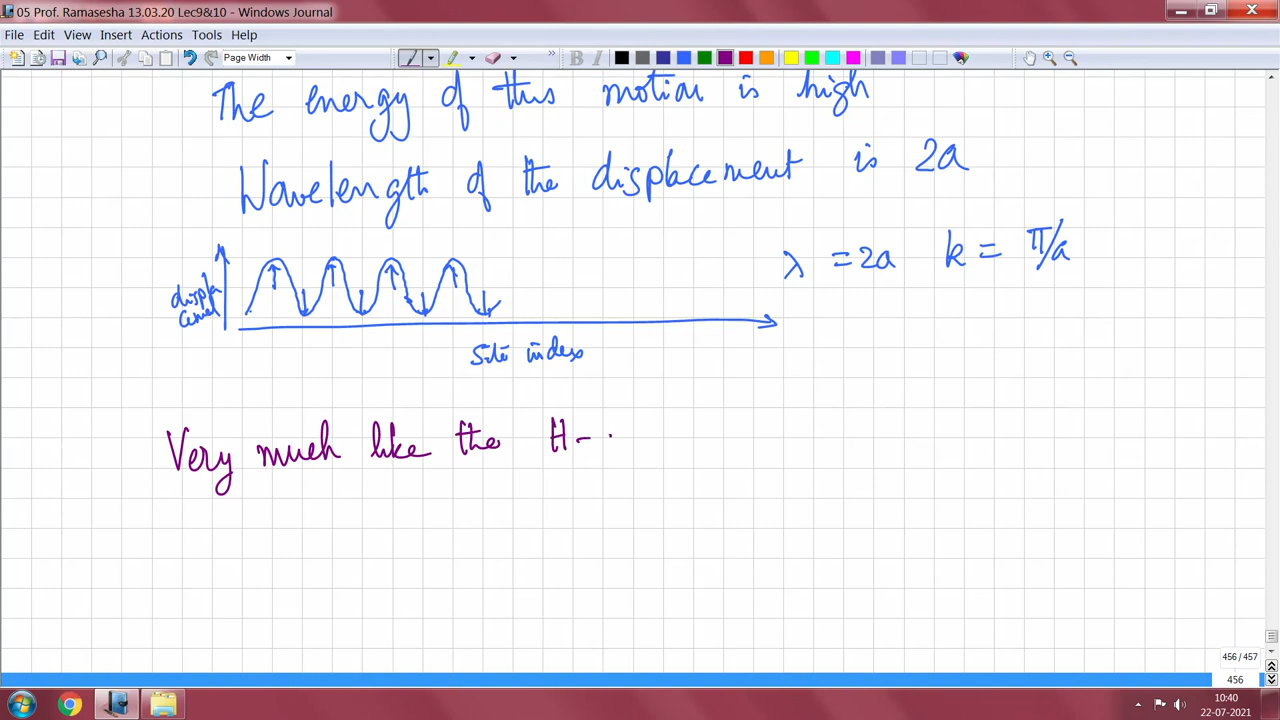 05 Prof. Ramasesha 13.03.20 Lec9&10 - Windows Journal
File Edit View Insert Actions Tools Help
Page Width
The energy of this motion is high
Wavelength of the displacement is 2a
λ = 2a k = π/a
displa
cement
Site index
Very much like the H-
456 / 457
456
10:40
22-07-2021